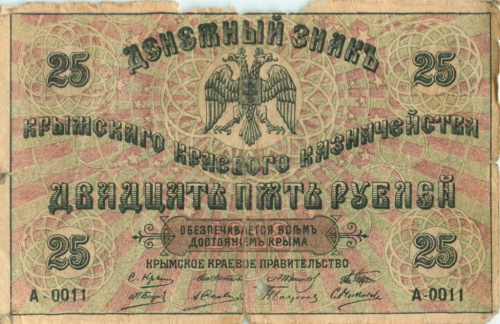 ДЕНЕЖНЫЙ ЗНАКЪ
25 25
КРЫМСКАГО КРАЕВОГО КАЗНАЧЕЙСТВА
ДВАДЦАТЬ ПЯТЬ РУБЛЕЙ
ОБЕЗПЕЧИВАЕТСЯ ВСѢМЪ
ДОСТОЯНІЕМЪ КРЫМА
25 25
КРЫМСКОЕ КРАЕВОЕ ПРАВИТЕЛЬСТВО
А-0011 А-0011